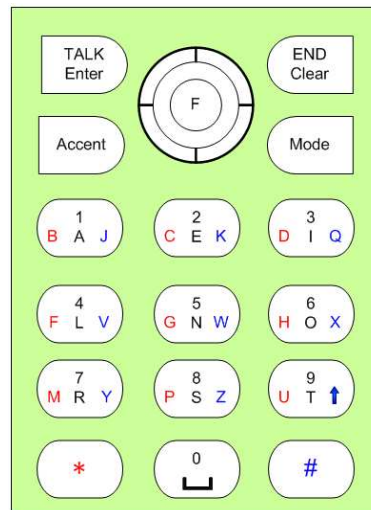 TALK
Enter
END
Clear
F
Accent
Mode
1
B A J
2
C E K
3
D I Q
4
F L V
5
G N W
6
H O X
7
M R Y
8
P S Z
9
U T ⬆
*
0
#